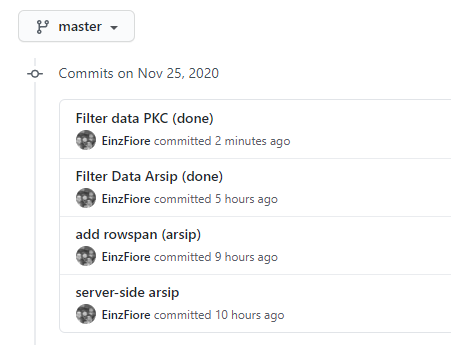 master
Commits on Nov 25, 2020
Filter data PKC (done)
EinzFiore committed 2 minutes ago
Filter Data Arsip (done)
EinzFiore committed 5 hours ago
add rowspan (arsip)
EinzFiore committed 9 hours ago
server-side arsip
EinzFiore committed 10 hours ago